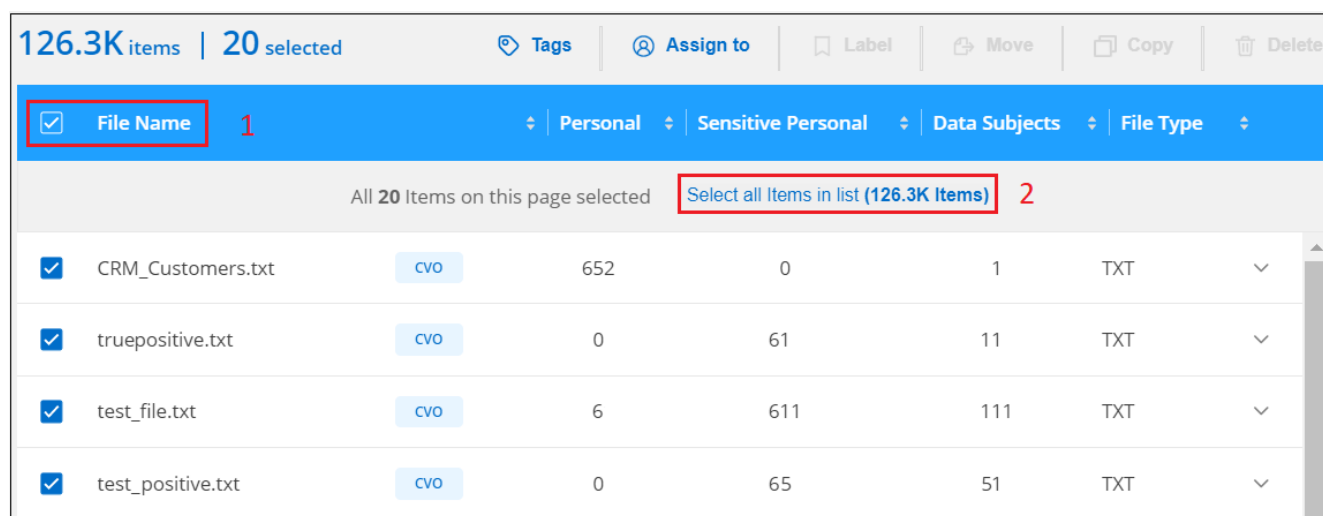 126.3K items | 20 selected Tags Assign to Label Move Copy Delete
File Name 1 Personal Sensitive Personal Data Subjects File Type
All 20 Items on this page selected Select all Items in list (126.3K Items) 2
CRM_Customers.txt CVO 652 0 1 TXT
truepositive.txt CVO 0 61 11 TXT
test_file.txt CVO 6 611 111 TXT
test_positive.txt CVO 0 65 51 TXT